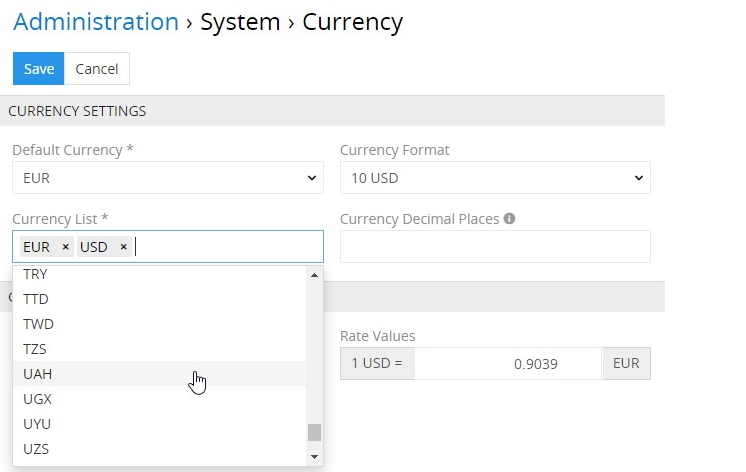 Administration › System › Currency
Save Cancel
CURRENCY SETTINGS
Default Currency * Currency Format
EUR 10 USD
Currency List * Currency Decimal Places
EUR × USD ×
TRY
TTD
TWD
TZS
UAH
UGX
UYU
UZS
Rate Values
1 USD = 0.9039 EUR